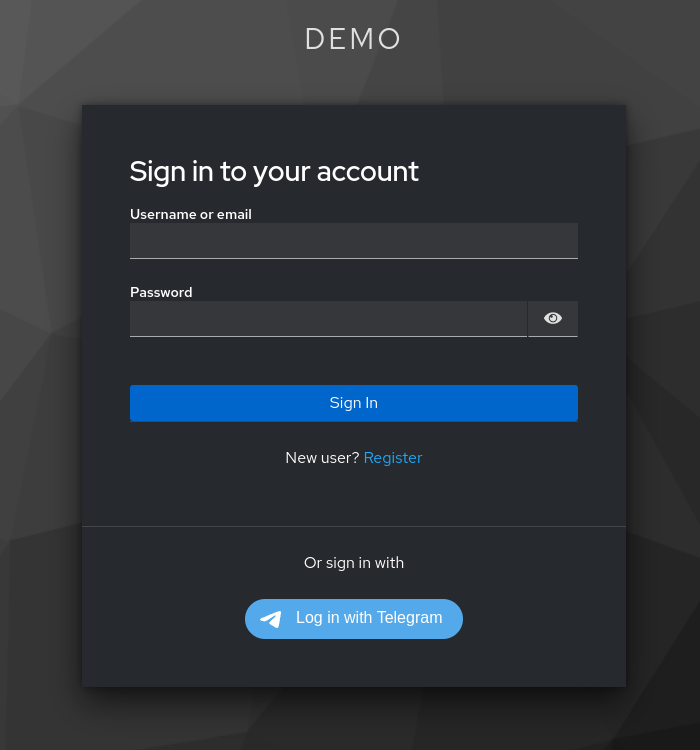 DEMO
Sign in to your account
Username or email
Password
Sign In
New user? Register
Or sign in with
Log in with Telegram